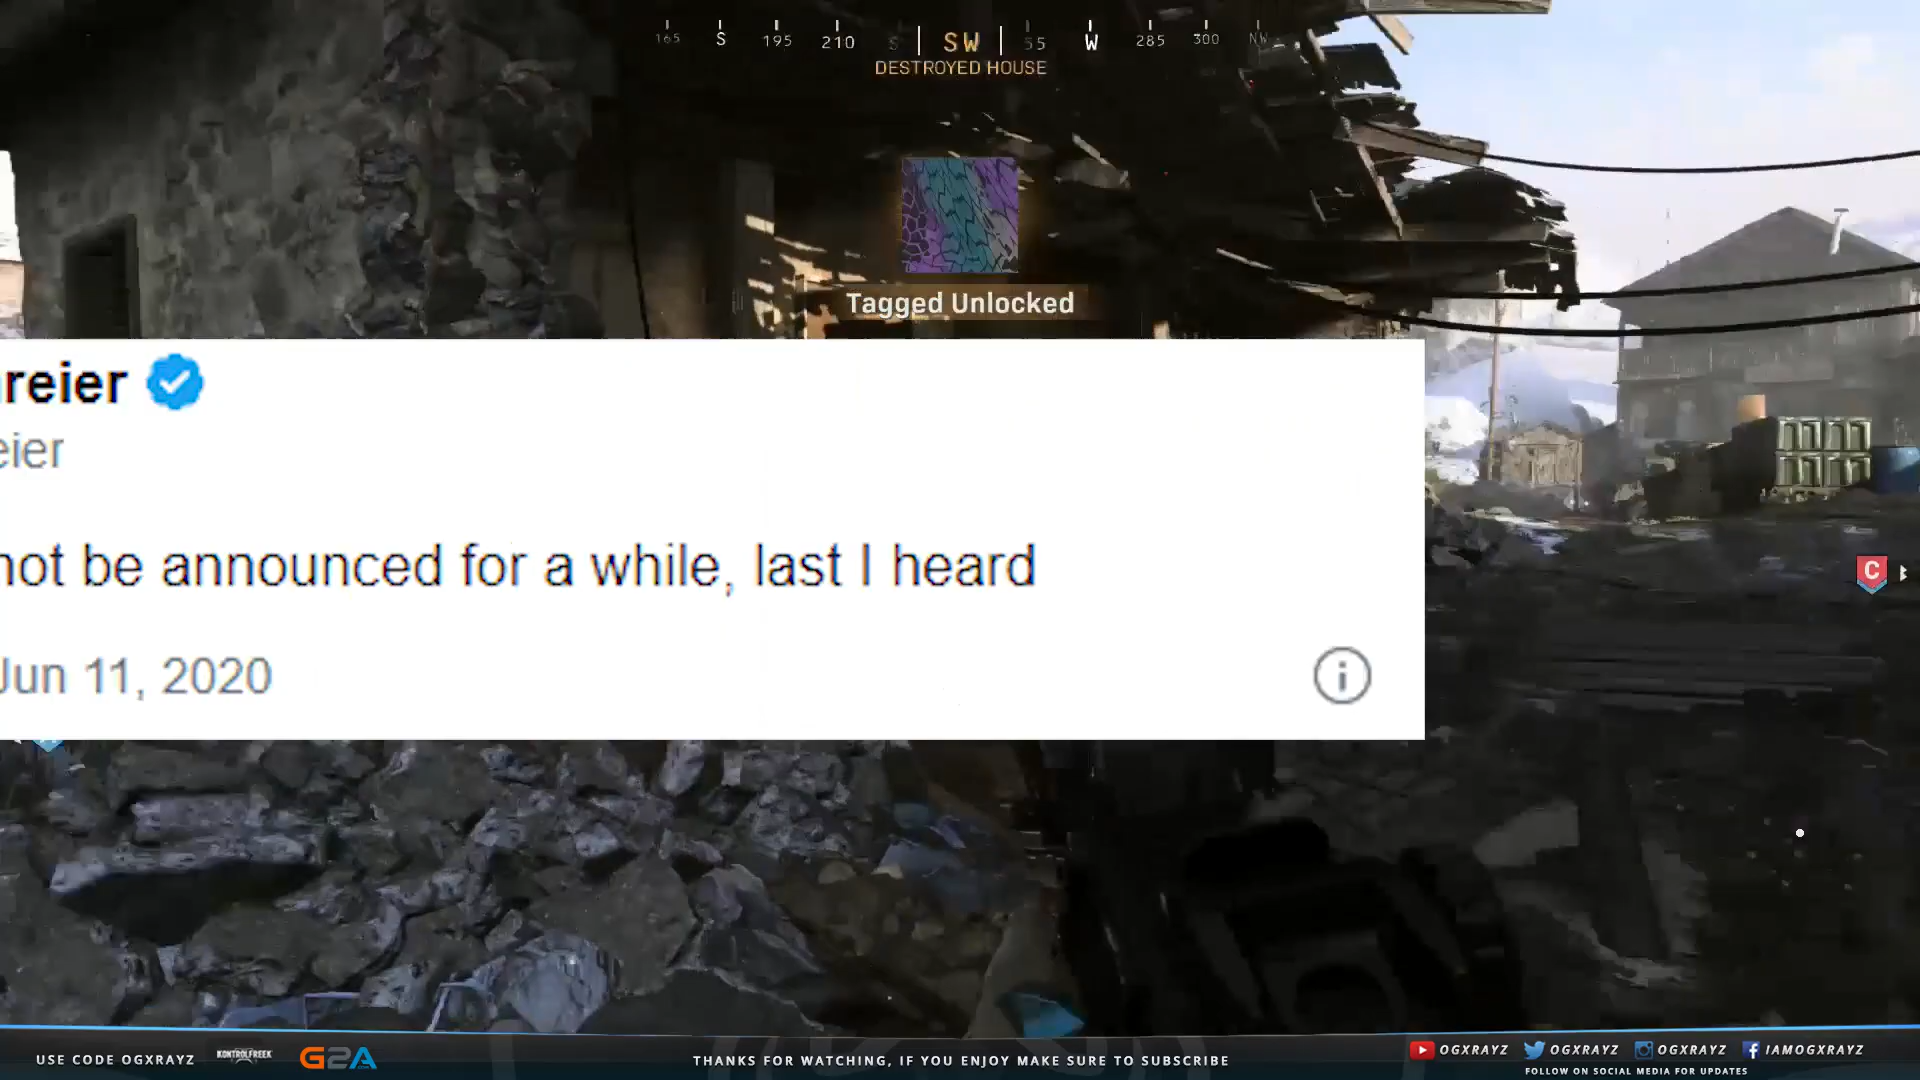 165 S 195 210 S SW 55 W 285 300 NW
DESTROYED HOUSE
Tagged Unlocked
reier
eier
not be announced for a while, last I heard
Jun 11, 2020
C
USE CODE OGXRAYZ KONTROLFREEK G2A
THANKS FOR WATCHING, IF YOU ENJOY MAKE SURE TO SUBSCRIBE
OGXRAYZ OGXRAYZ OGXRAYZ IAMOGXRAYZ
FOLLOW ON SOCIAL MEDIA FOR UPDATES